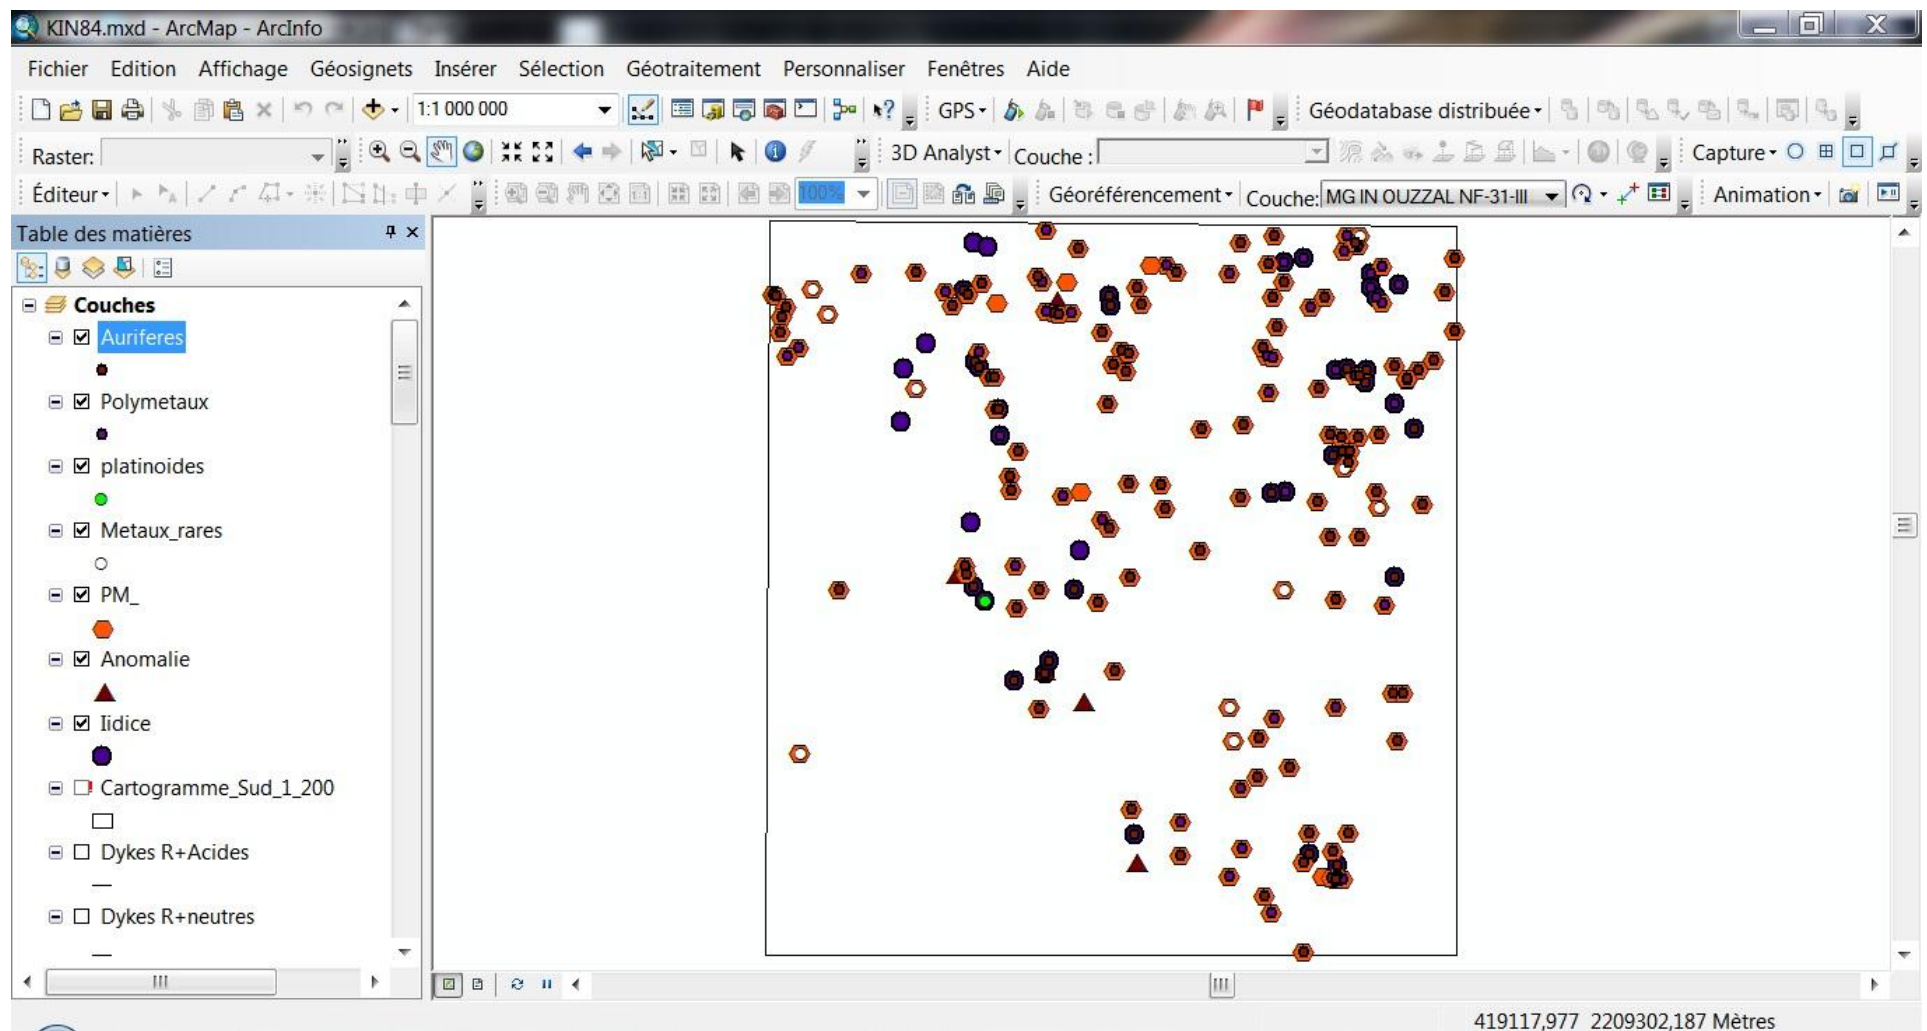 KIN84.mxd - ArcMap - ArcInfo
Fichier Edition Affichage Géosignets Insérer Sélection Géotraitement Personnaliser Fenêtres Aide
1:1 000 000 GPS Géodatabase distribuée
Raster: 3D Analyst Couche : Capture
Éditeur 100% Géoréférencement Couche: MG IN OUZZAL NF-31-III Animation
Table des matières
Couches
Auriferes
Polymetaux
platinoides
Metaux_rares
PM_
Anomalie
Iidice
Cartogramme_Sud_1_200
Dykes R+Acides
Dykes R+neutres
419117,977 2209302,187 Mètres